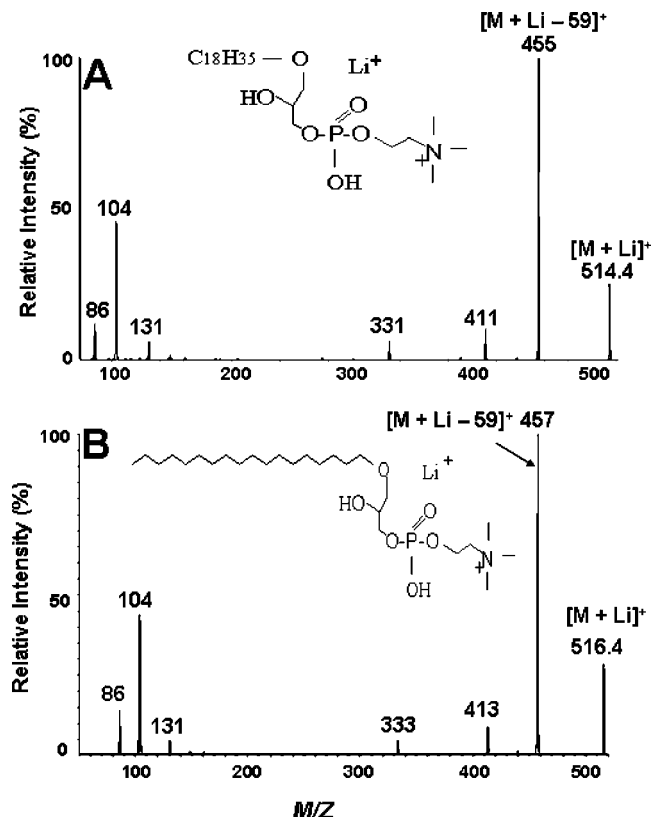 A
[M + Li – 59]⁺
455
C₁₈H₃₅ — O
Li⁺
HO
O
O–P–O
N
+
OH
[M + Li]⁺
514.4
104
86
131
331
411
Relative Intensity (%)
100
50
0
100
200
300
400
500
B
[M + Li – 59]⁺ 457
O
Li⁺
HO
O
O–P–O
N
+
OH
[M + Li]⁺
516.4
104
86
131
333
413
Relative Intensity (%)
100
50
0
100
200
300
400
500
M/Z